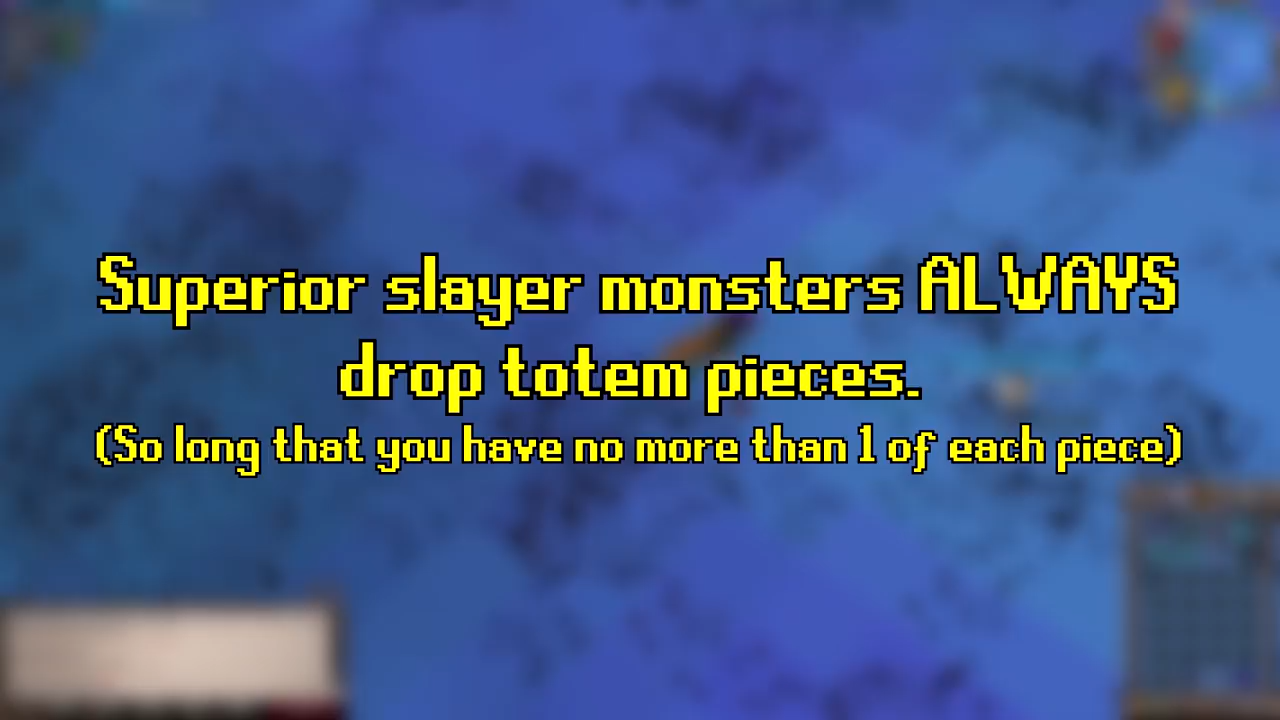 Superior slayer monsters ALWAYS
drop totem pieces.
(So long that you have no more than 1 of each piece)